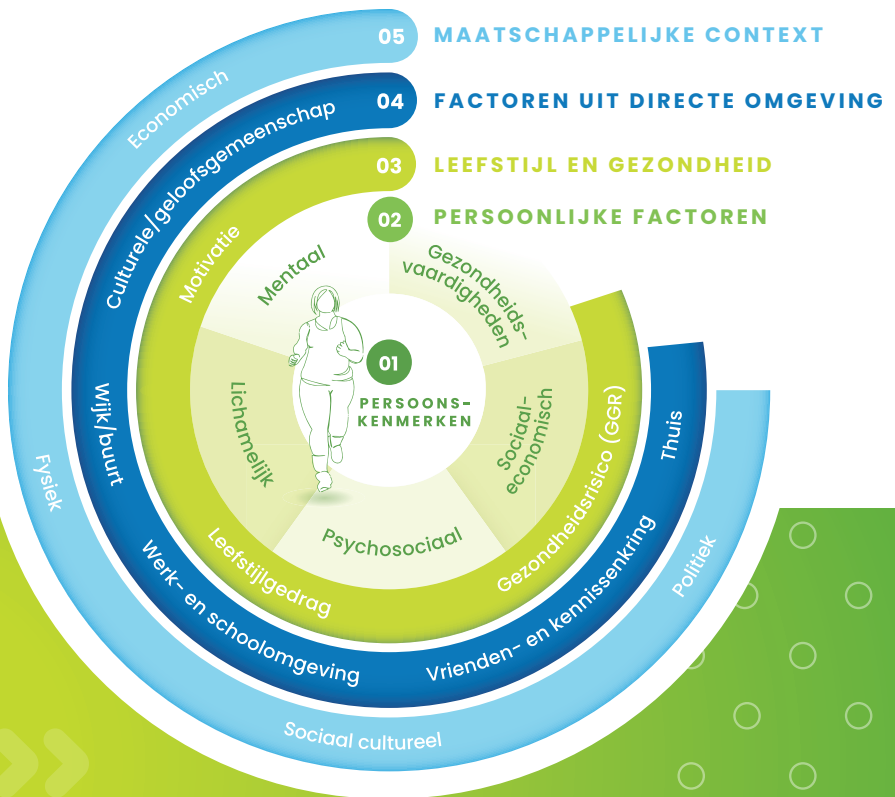 05 MAATSCHAPPELIJKE CONTEXT
04 FACTOREN UIT DIRECTE OMGEVING
03 LEEFSTIJL EN GEZONDHEID
02 PERSOONLIJKE FACTOREN
01
PERSOONS-
KENMERKEN
Mentaal
Gezondheids-
vaardigheden
Sociaal-
economisch
Psychosociaal
Lichamelijk
Motivatie
Leefstijlgedrag
Gezondheidsrisico (GGR)
Culturele/geloofsgemeenschap
Wijk/buurt
Werk- en schoolomgeving
Vrienden- en kennissenkring
Thuis
Economisch
Fysiek
Sociaal cultureel
Politiek